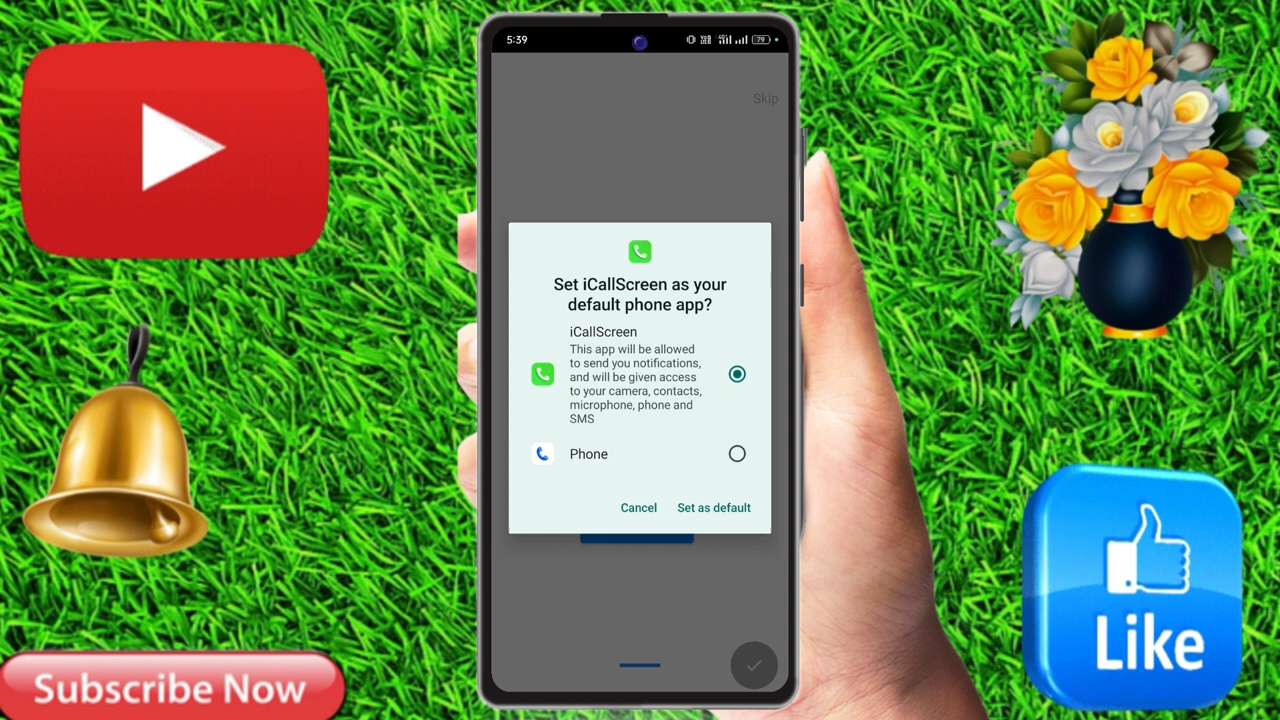 5:39
79
Skip
Set iCallScreen as your
default phone app?
iCallScreen
This app will be allowed
to send you notifications,
and will be given access
to your camera, contacts,
microphone, phone and
SMS
Phone
Cancel
Set as default
Subscribe Now
Like